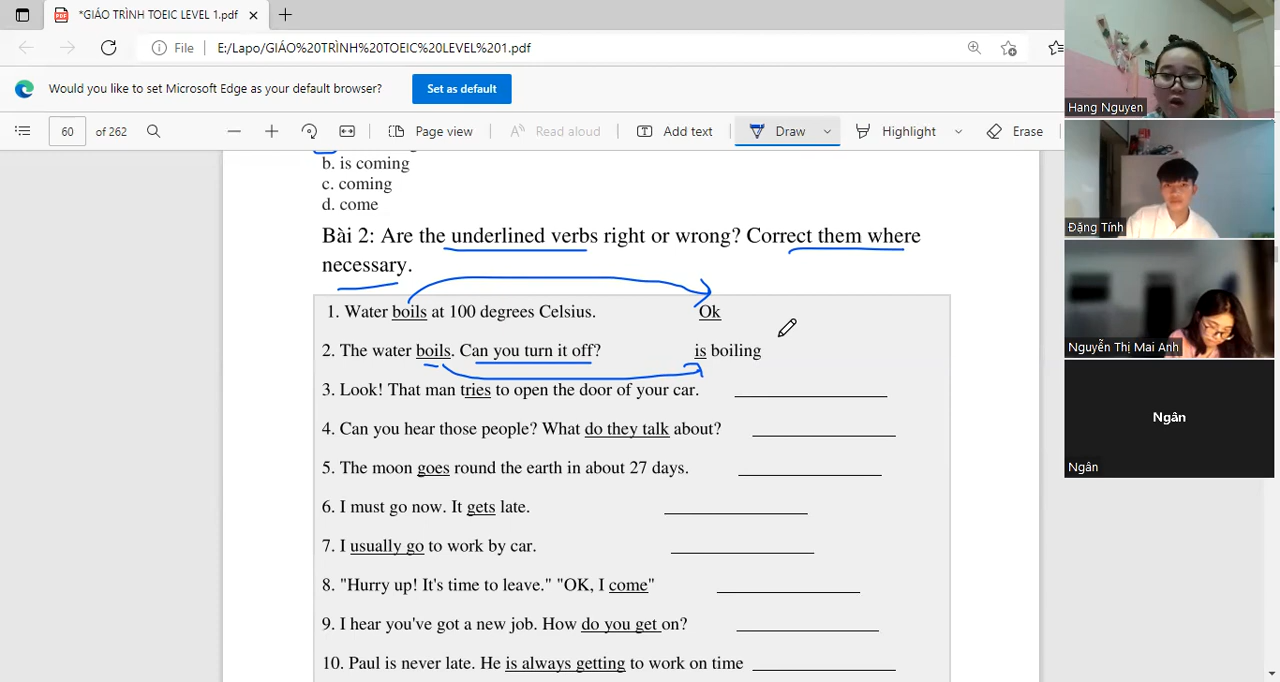 *GIÁO TRÌNH TOEIC LEVEL 1.pdf
File E:/Lapo/GIÁO%20TRÌNH%20TOEIC%20LEVEL%201.pdf
Would you like to set Microsoft Edge as your default browser? Set as default
60 of 262 Page view Read aloud Add text Draw Highlight Erase
b. is coming
c. coming
d. come
Bài 2: Are the underlined verbs right or wrong? Correct them where
necessary.
1. Water boils at 100 degrees Celsius. Ok
2. The water boils. Can you turn it off? is boiling
3. Look! That man tries to open the door of your car.
4. Can you hear those people? What do they talk about?
5. The moon goes round the earth in about 27 days.
6. I must go now. It gets late.
7. I usually go to work by car.
8. "Hurry up! It's time to leave." "OK, I come"
9. I hear you've got a new job. How do you get on?
10. Paul is never late. He is always getting to work on time
Hang Nguyen
Đặng Tính
Nguyễn Thị Mai Anh
Ngân
Ngân